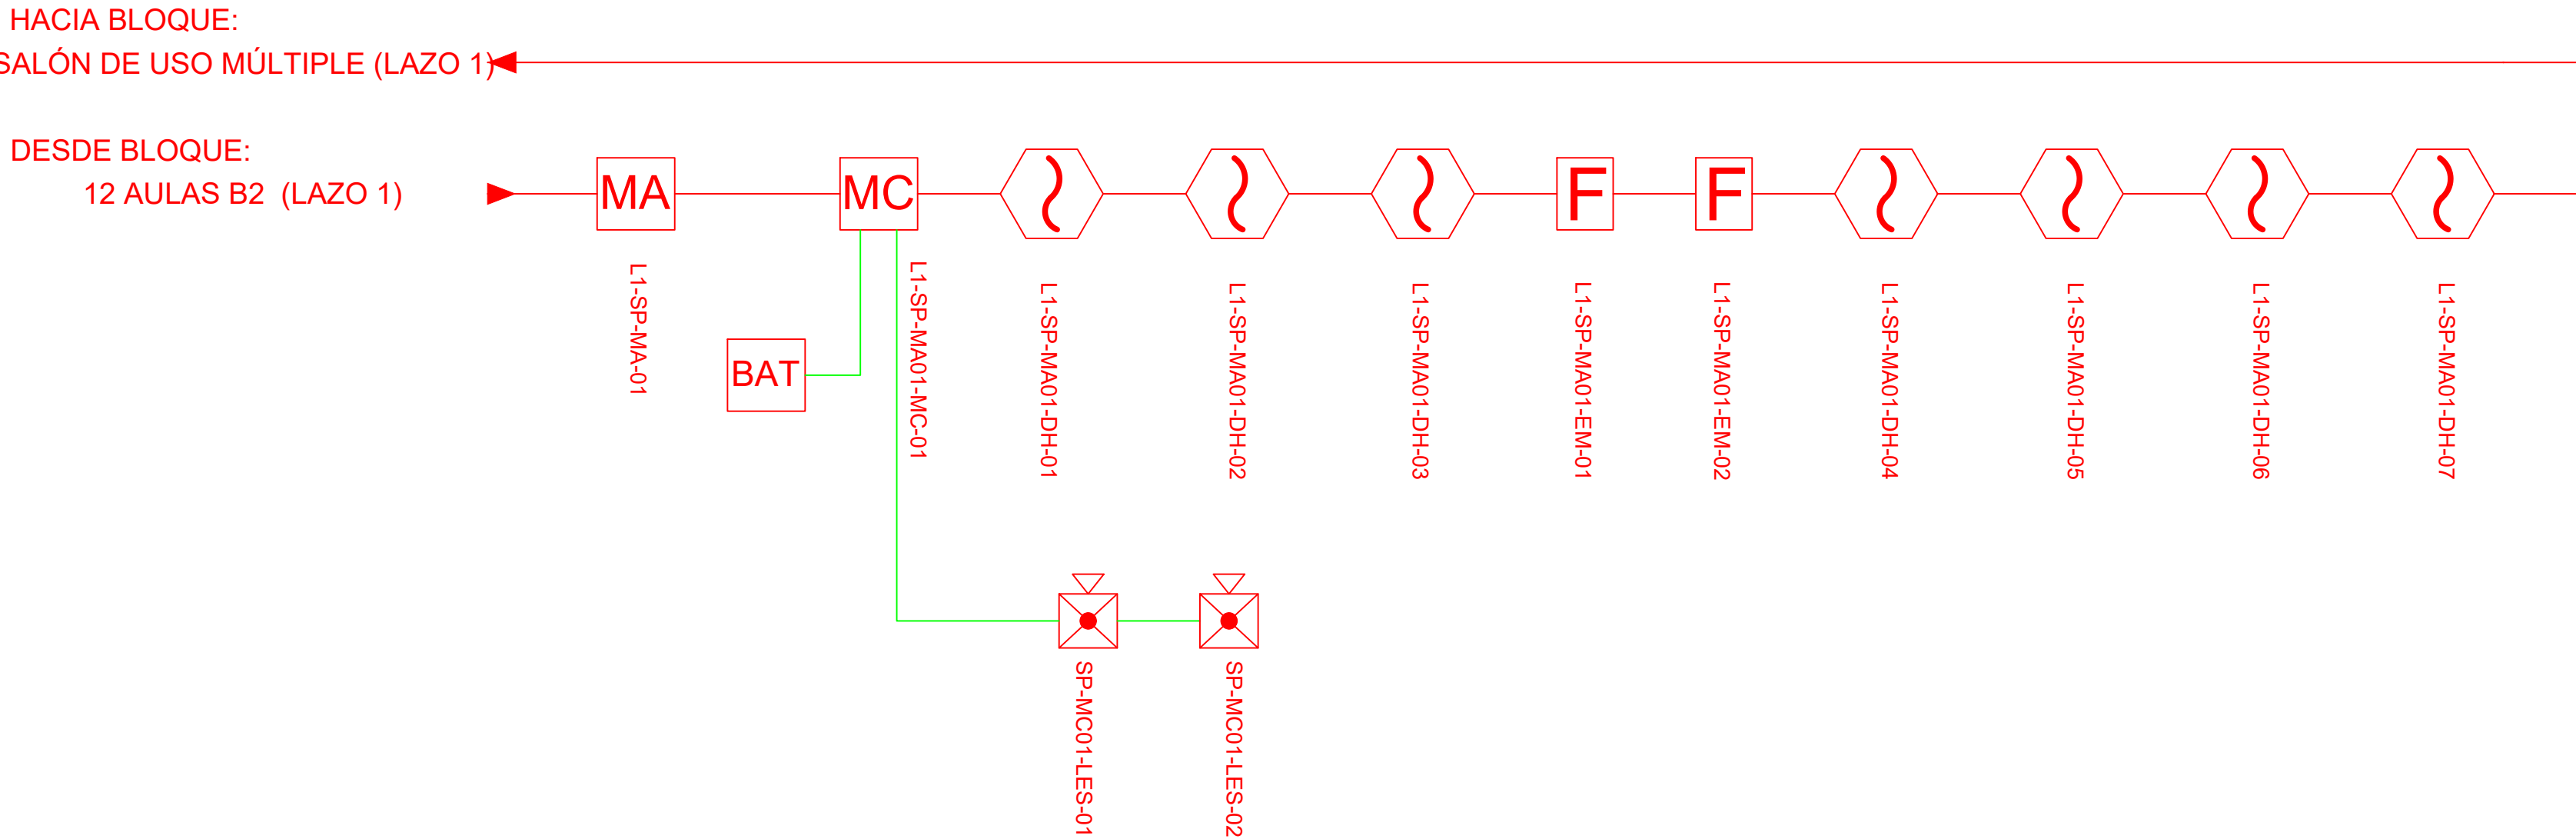 HACIA BLOQUE:
SALÓN DE USO MÚLTIPLE (LAZO 1)
DESDE BLOQUE:
12 AULAS B2 (LAZO 1)
MA
MC
F
F
L1-SP-MA-01
L1-SP-MA01-MC-01
L1-SP-MA01-DH-01
L1-SP-MA01-DH-02
L1-SP-MA01-DH-03
L1-SP-MA01-EM-01
L1-SP-MA01-EM-02
L1-SP-MA01-DH-04
L1-SP-MA01-DH-05
L1-SP-MA01-DH-06
L1-SP-MA01-DH-07
BAT
SP-MC01-LES-01
SP-MC01-LES-02